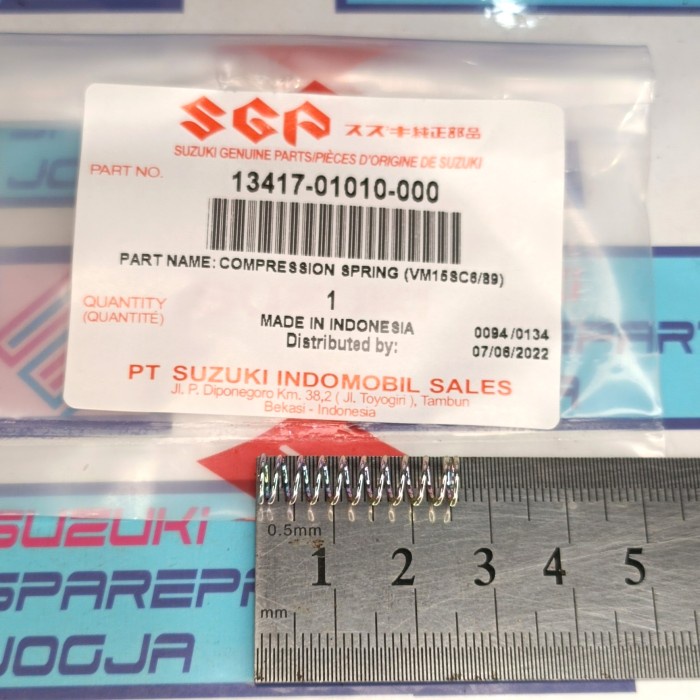 SGP スズキ純正部品
SUZUKI GENUINE PARTS/PIÈCES D'ORIGINE DE SUZUKI
PART NO.
13417-01010-000
PART NAME: COMPRESSION SPRING (VM15SC6/89)
QUANTITY
(QUANTITÉ)
1
MADE IN INDONESIA
Distributed by:
0094/0134
07/06/2022
PT SUZUKI INDOMOBIL SALES
Jl. P. Diponegoro Km. 38,2 ( Jl. Toyogiri ), Tambun
Bekasi - Indonesia
0.5mm
1 2 3 4 5
mm
SUZUKI
SPAREPA
JOGJA